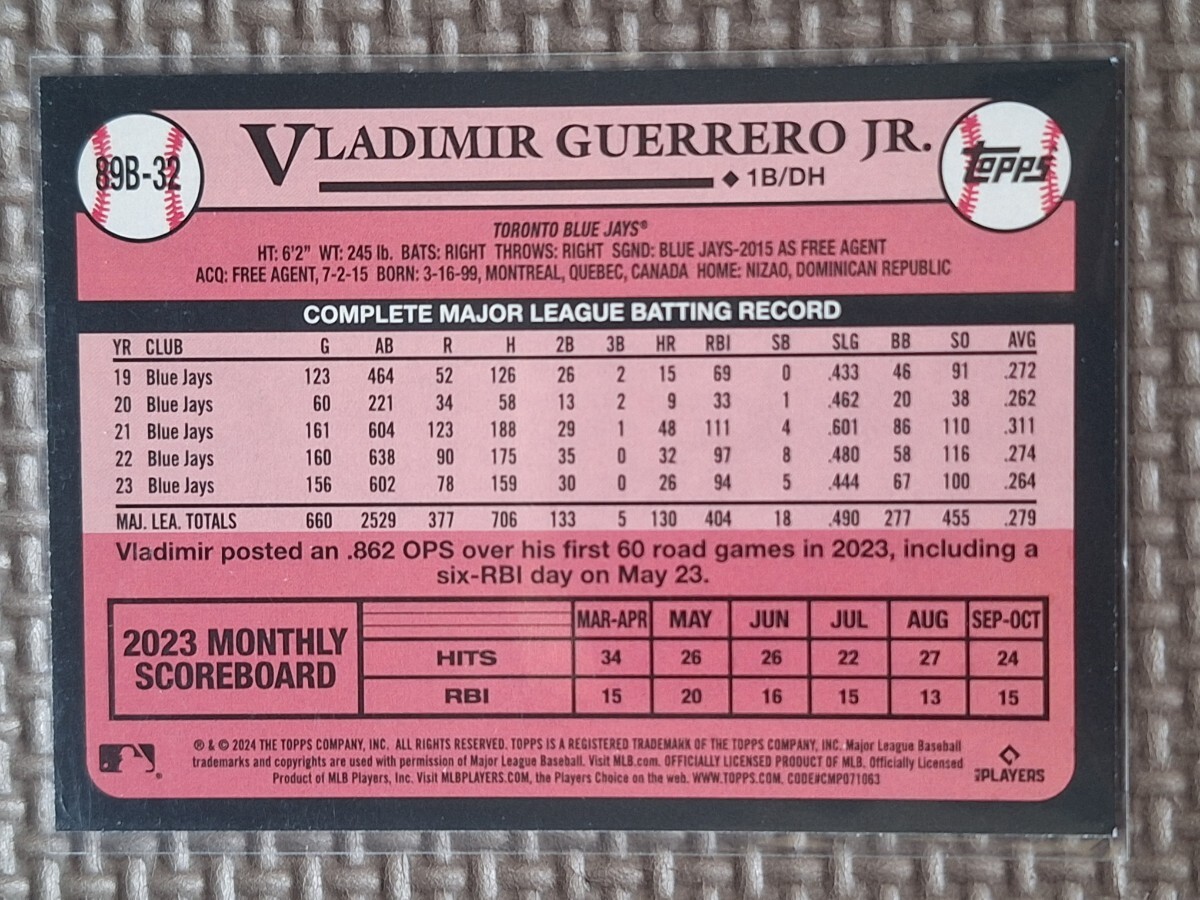 89B-32
VLADIMIR GUERRERO JR.
◆ 1B/DH
TOPPS
TORONTO BLUE JAYS®
HT: 6'2" WT: 245 lb. BATS: RIGHT THROWS: RIGHT SGND: BLUE JAYS-2015 AS FREE AGENT
ACQ: FREE AGENT, 7-2-15 BORN: 3-16-99, MONTREAL, QUEBEC, CANADA HOME: NIZAO, DOMINICAN REPUBLIC
COMPLETE MAJOR LEAGUE BATTING RECORD
YR CLUB G AB R H 2B 3B HR RBI SB SLG BB SO AVG
19 Blue Jays 123 464 52 126 26 2 15 69 0 .433 46 91 .272
20 Blue Jays 60 221 34 58 13 2 9 33 1 .462 20 38 .262
21 Blue Jays 161 604 123 188 29 1 48 111 4 .601 86 110 .311
22 Blue Jays 160 638 90 175 35 0 32 97 8 .480 58 116 .274
23 Blue Jays 156 602 78 159 30 0 26 94 5 .444 67 100 .264
MAJ. LEA. TOTALS 660 2529 377 706 133 5 130 404 18 .490 277 455 .279
Vladimir posted an .862 OPS over his first 60 road games in 2023, including a
six-RBI day on May 23.
2023 MONTHLY
SCOREBOARD
MAR-APR MAY JUN JUL AUG SEP-OCT
HITS 34 26 26 22 27 24
RBI 15 20 16 15 13 15
® & © 2024 THE TOPPS COMPANY, INC. ALL RIGHTS RESERVED. TOPPS IS A REGISTERED TRADEMARK OF THE TOPPS COMPANY, INC. Major League Baseball
trademarks and copyrights are used with permission of Major League Baseball. Visit MLB.com. OFFICIALLY LICENSED PRODUCT OF MLB. Officially Licensed
Product of MLB Players, Inc. Visit MLBPLAYERS.COM, the Players Choice on the web. WWW.TOPPS.COM. CODE#CMP071063
MLB PLAYERS